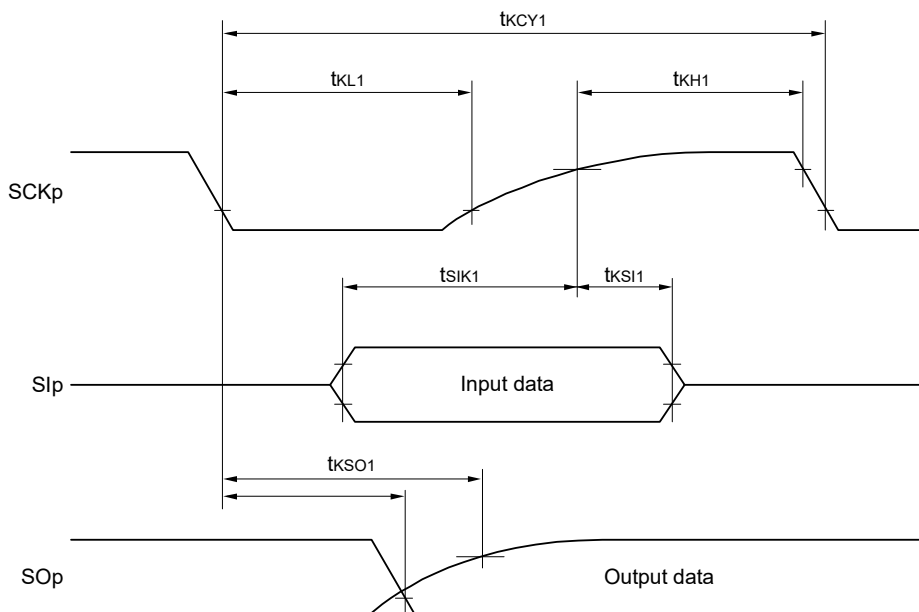 tKCY1
tKL1
tKH1
SCKp
tSIK1
tKSI1
SIp
Input data
tKSO1
SOp
Output data